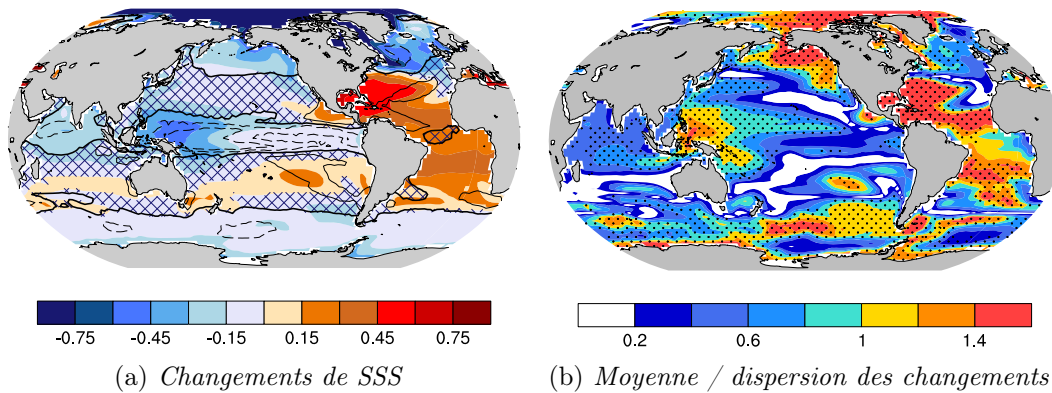 -0.75 -0.45 -0.15 0.15 0.45 0.75
0.2 0.6 1 1.4
(a) Changements de SSS
(b) Moyenne / dispersion des changements